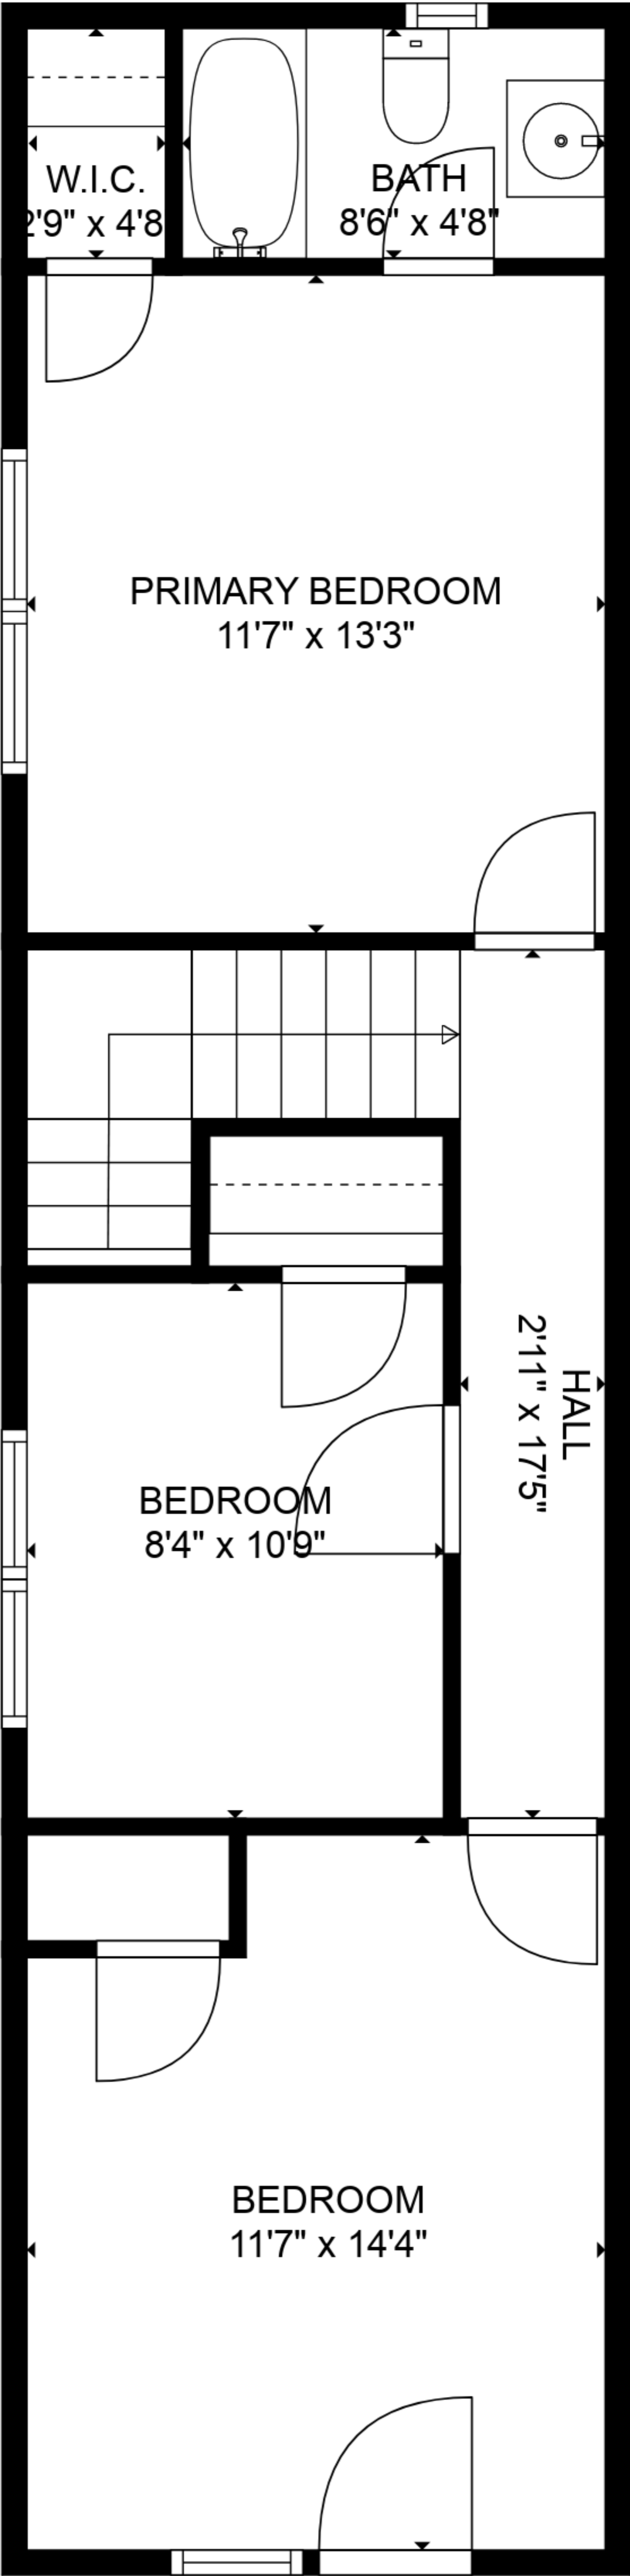 W.I.C.
2'9" x 4'8
BATH
8'6" x 4'8"
PRIMARY BEDROOM
11'7" x 13'3"
HALL
2'11" x 17'5"
BEDROOM
8'4" x 10'9"
BEDROOM
11'7" x 14'4"